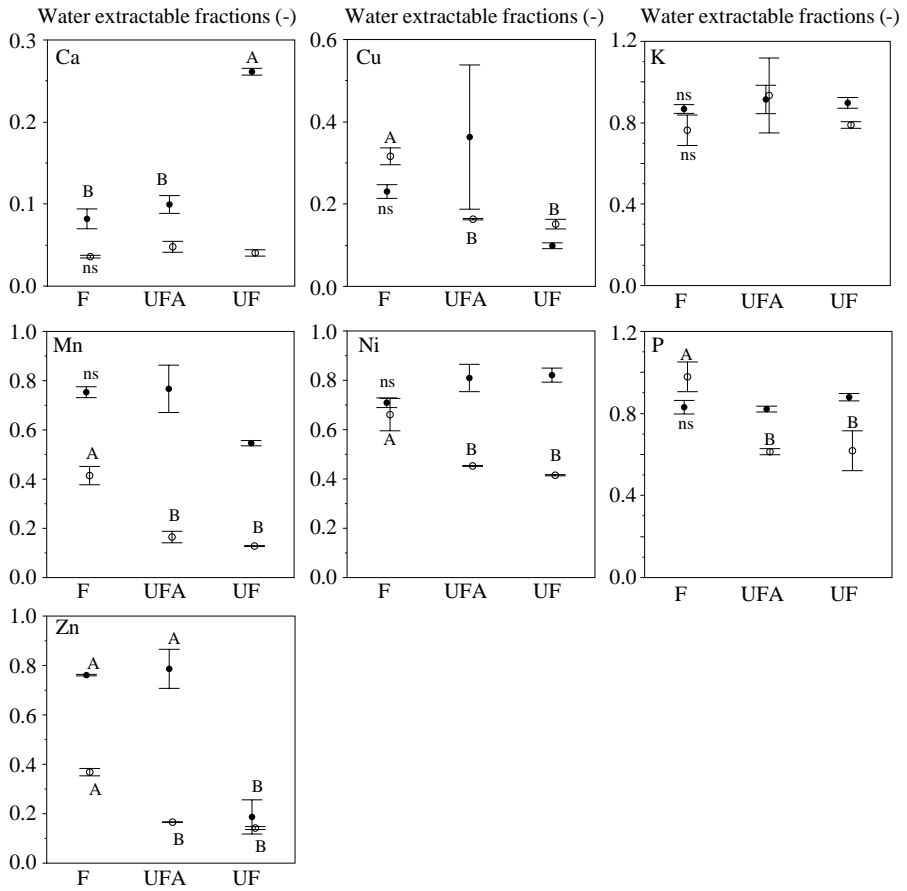 Water extractable fractions (-) Water extractable fractions (-) Water extractable fractions (-)
0.3
Ca
A
0.2
B
B
0.1
ns
0.0
F UFA UF
0.6
Cu
0.4
A
B
0.2
ns
B
0.0
F UFA UF
1.2
K
ns
0.8
ns
0.4
0.0
F UFA UF
1.0
Mn
ns
0.8
0.6
A
0.4
B
B
0.2
0.0
F UFA UF
1.0
Ni
0.8
ns
0.6
A
B
B
0.4
0.2
0.0
F UFA UF
1.2
P
A
0.8
ns
B
B
0.4
0.0
F UFA UF
1.0
Zn
A
A
0.8
0.6
0.4
A
B
0.2
B
B
0.0
F UFA UF